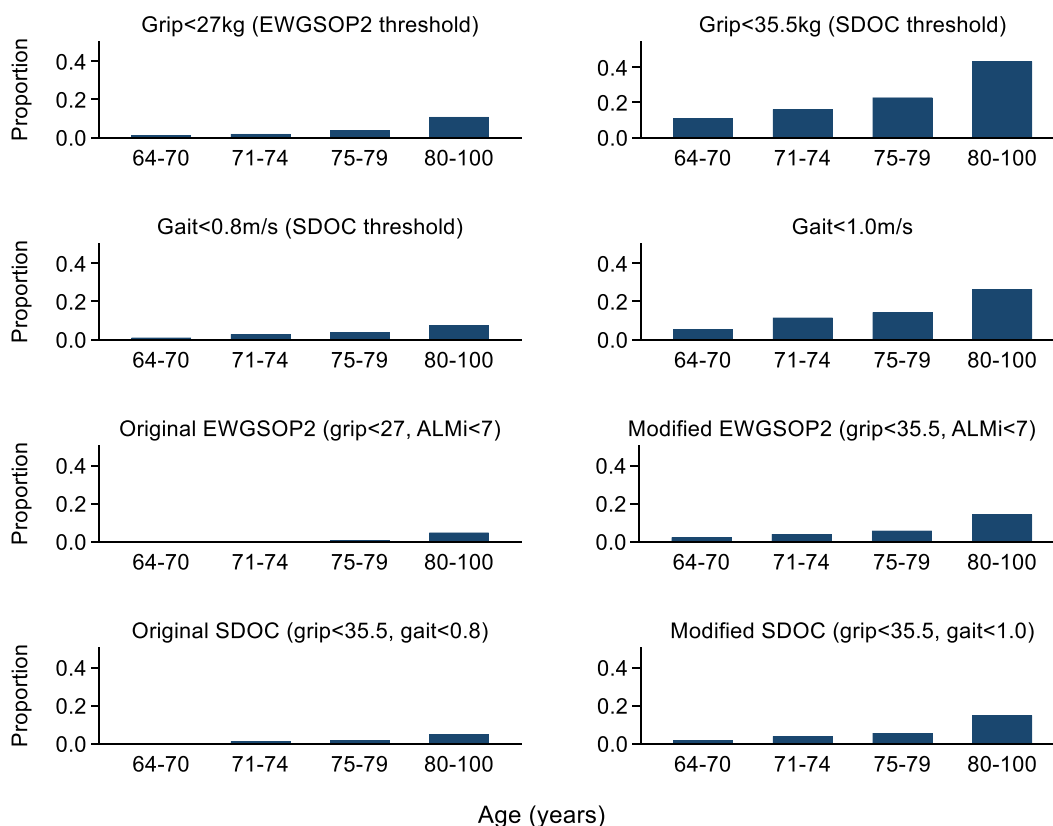 Grip<27kg (EWGSOP2 threshold)
Proportion
0.4
0.2
0.0
64-70 71-74 75-79 80-100
Grip<35.5kg (SDOC threshold)
0.4
0.2
0.0
64-70 71-74 75-79 80-100
Gait<0.8m/s (SDOC threshold)
Proportion
0.4
0.2
0.0
64-70 71-74 75-79 80-100
Gait<1.0m/s
0.4
0.2
0.0
64-70 71-74 75-79 80-100
Original EWGSOP2 (grip<27, ALMi<7)
Proportion
0.4
0.2
0.0
64-70 71-74 75-79 80-100
Modified EWGSOP2 (grip<35.5, ALMi<7)
0.4
0.2
0.0
64-70 71-74 75-79 80-100
Original SDOC (grip<35.5, gait<0.8)
Proportion
0.4
0.2
0.0
64-70 71-74 75-79 80-100
Modified SDOC (grip<35.5, gait<1.0)
0.4
0.2
0.0
64-70 71-74 75-79 80-100
Age (years)